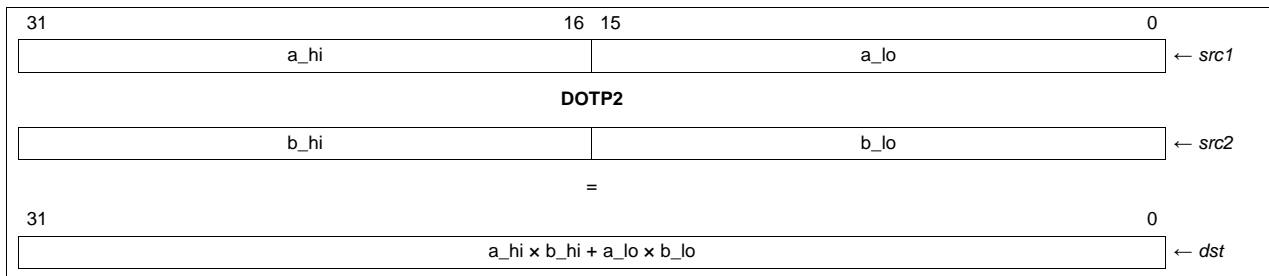 31 16 15 0
a_hi a_lo ← src1
DOTP2
b_hi b_lo ← src2
=
31 0
a_hi × b_hi + a_lo × b_lo ← dst